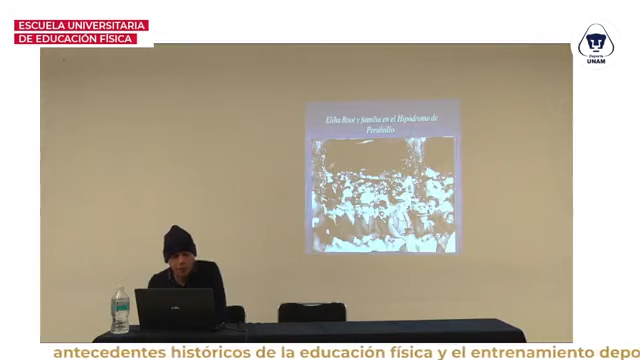 ESCUELA UNIVERSITARIA
DE EDUCACIÓN FÍSICA
UNAM
Elihu Root y familia en el Hipódromo de
Peralvillo
antecedentes históricos de la educación física y el entrenamiento depo